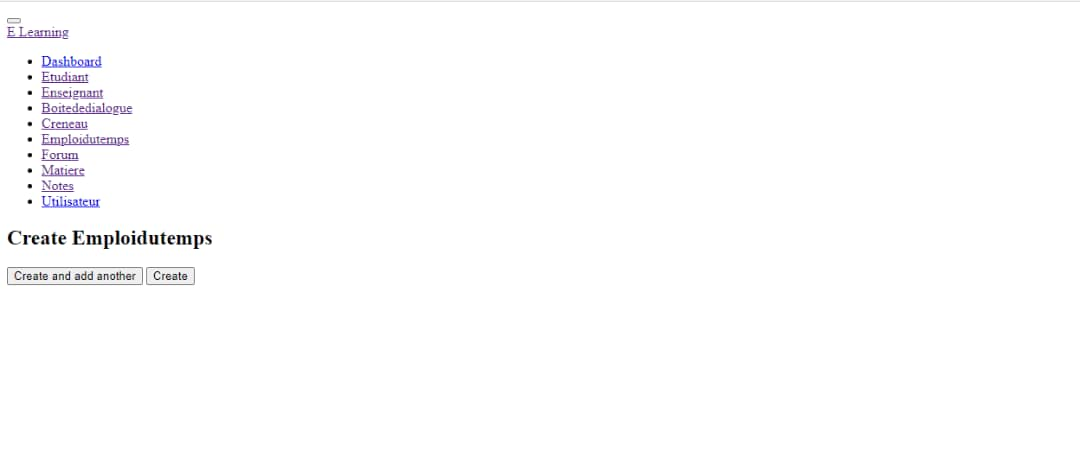 E Learning
Dashboard
Etudiant
Enseignant
Boitededialogue
Creneau
Emploidutemps
Forum
Matiere
Notes
Utilisateur
Create Emploidutemps
Create and add another Create